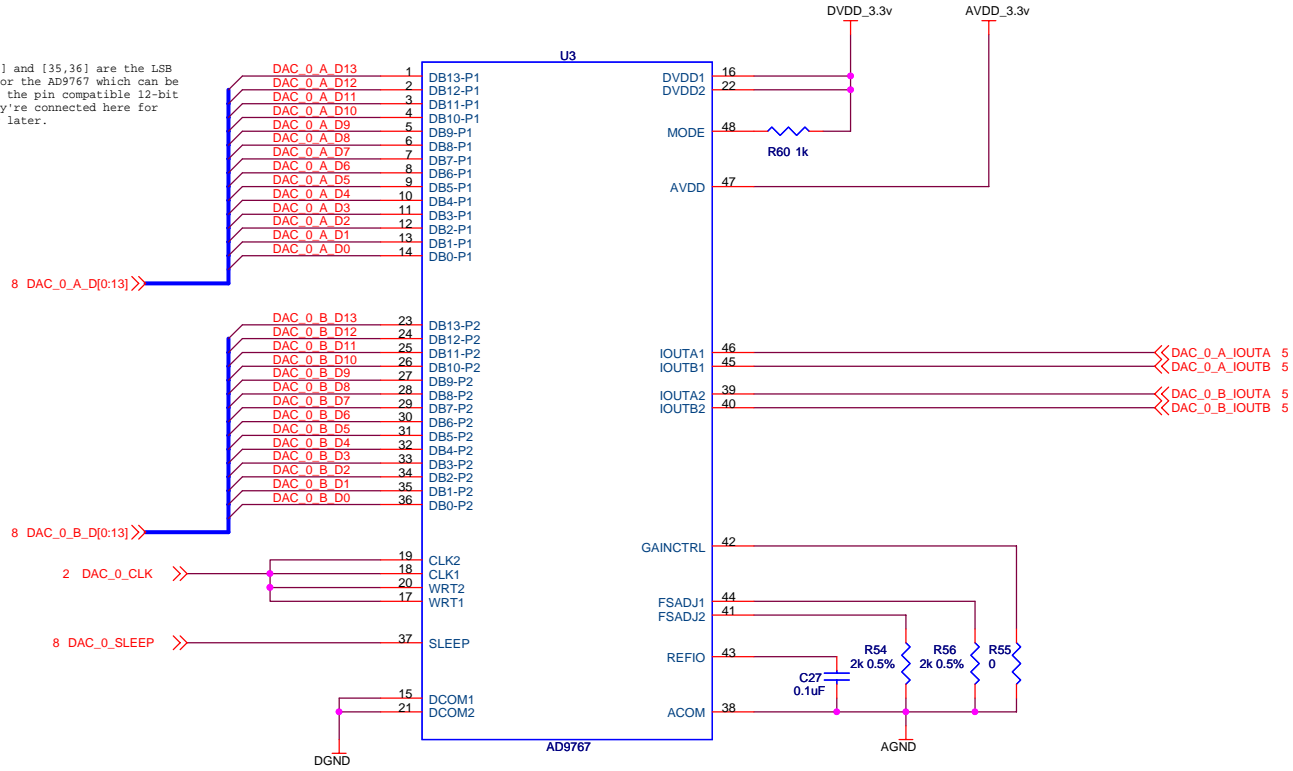 DVDD_3.3v
AVDD_3.3v
] and [35,36] are the LSB
or the AD9767 which can be
the pin compatible 12-bit
y're connected here for
later.
U3
DAC_0_A_D13 1 DB13-P1
DAC_0_A_D12 2 DB12-P1
DAC_0_A_D11 3 DB11-P1
DAC_0_A_D10 4 DB10-P1
DAC_0_A_D9 5 DB9-P1
DAC_0_A_D8 6 DB8-P1
DAC_0_A_D7 7 DB7-P1
DAC_0_A_D6 8 DB6-P1
DAC_0_A_D5 9 DB5-P1
DAC_0_A_D4 10 DB4-P1
DAC_0_A_D3 11 DB3-P1
DAC_0_A_D2 12 DB2-P1
DAC_0_A_D1 13 DB1-P1
DAC_0_A_D0 14 DB0-P1
8 DAC_0_A_D[0:13]
DAC_0_B_D13 23 DB13-P2
DAC_0_B_D12 24 DB12-P2
DAC_0_B_D11 25 DB11-P2
DAC_0_B_D10 26 DB10-P2
DAC_0_B_D9 27 DB9-P2
DAC_0_B_D8 28 DB8-P2
DAC_0_B_D7 29 DB7-P2
DAC_0_B_D6 30 DB6-P2
DAC_0_B_D5 31 DB5-P2
DAC_0_B_D4 32 DB4-P2
DAC_0_B_D3 33 DB3-P2
DAC_0_B_D2 34 DB2-P2
DAC_0_B_D1 35 DB1-P2
DAC_0_B_D0 36 DB0-P2
8 DAC_0_B_D[0:13]
19 CLK2
2 DAC_0_CLK 18 CLK1
20 WRT2
17 WRT1
8 DAC_0_SLEEP 37 SLEEP
15 DCOM1
21 DCOM2
DGND
DVDD1 16
DVDD2 22
MODE 48
R60 1k
AVDD 47
IOUTA1 46 DAC_0_A_IOUTA 5
IOUTB1 45 DAC_0_A_IOUTB 5
IOUTA2 39 DAC_0_B_IOUTA 5
IOUTB2 40 DAC_0_B_IOUTB 5
GAINCTRL 42
FSADJ1 44
FSADJ2 41
REFIO 43
R54
2k 0.5%
R56
2k 0.5%
R55
0
C27
0.1uF
ACOM 38
AGND
AD9767